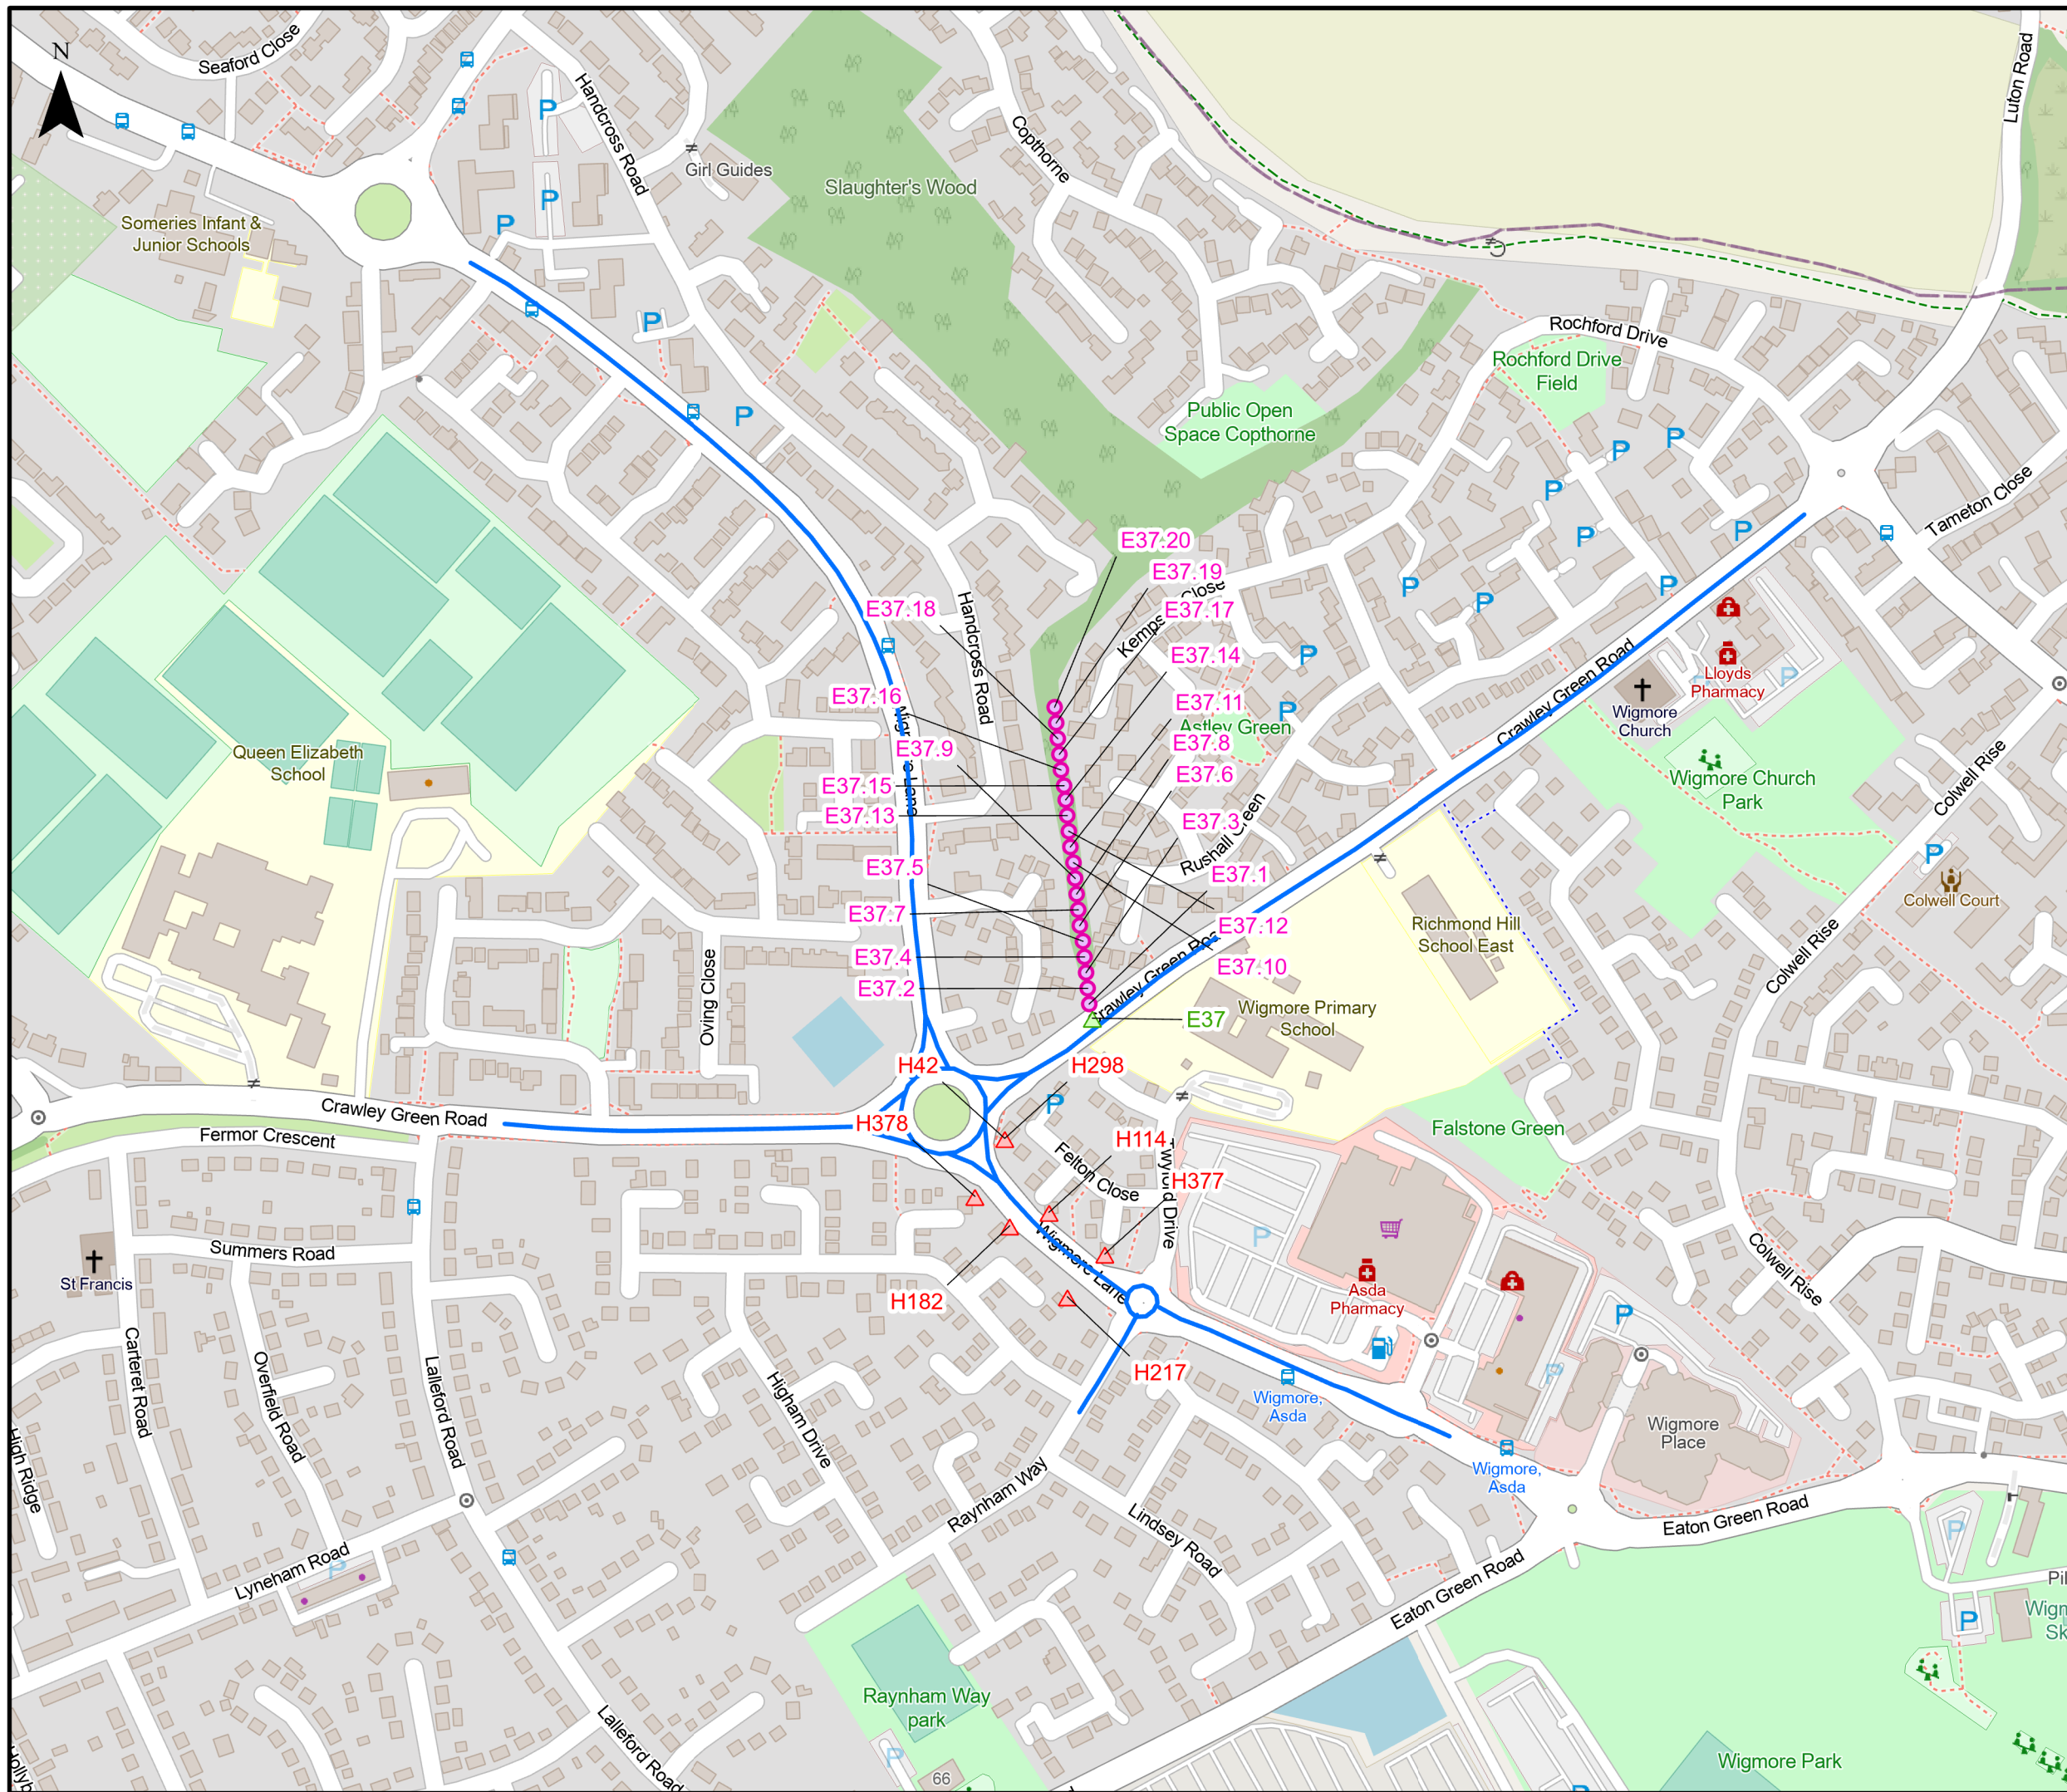 N
Seaford Close
Handcross Road
Girl Guides
Copthorne
Slaughter's Wood
Luton Road
Someries Infant &
Junior Schools
P
P
P
P
P
Rochford Drive
Rochford Drive
Field
Public Open
Space Copthorne
P
P
P
P
P
P
P
P
P
P
Tameton Close
E37.20
E37.19
E37.18
E37.17
Handcross Road
E37.14
E37.16
E37.11
Astley Green
E37.9
E37.8
E37.6
E37.15
E37.13
E37.3
Rushall Green
E37.5
E37.1
E37.7
E37.12
E37.4
E37.10
E37.2
E37
Crawley Green Road
Lloyds
Pharmacy
P
Wigmore
Church
Wigmore Church
Park
Colwell Rise
P
Colwell Court
Colwell Rise
Queen Elizabeth
School
Richmond Hill
School East
Wigmore Primary
School
Oving Close
H42
H298
P
H378
Crawley Green Road
Fermor Crescent
H114
Felton Close
H377
Twyford Drive
Falstone Green
Summers Road
St Francis
Wigmore Lane
P
H182
Asda
Pharmacy
P
Colwell Rise
H217
Carteret Road
Overfield Road
Lalleford Road
Higham Drive
Wigmore,
Asda
P
Wigmore
Place
High Ridge
Wigmore,
Asda
Raynham Way
Lindsey Road
Eaton Green Road
P
Lyneham Road
P
Eaton Green Road
P
Raynham Way
park
Lalleford Road
P
66
Wigmore Park
P